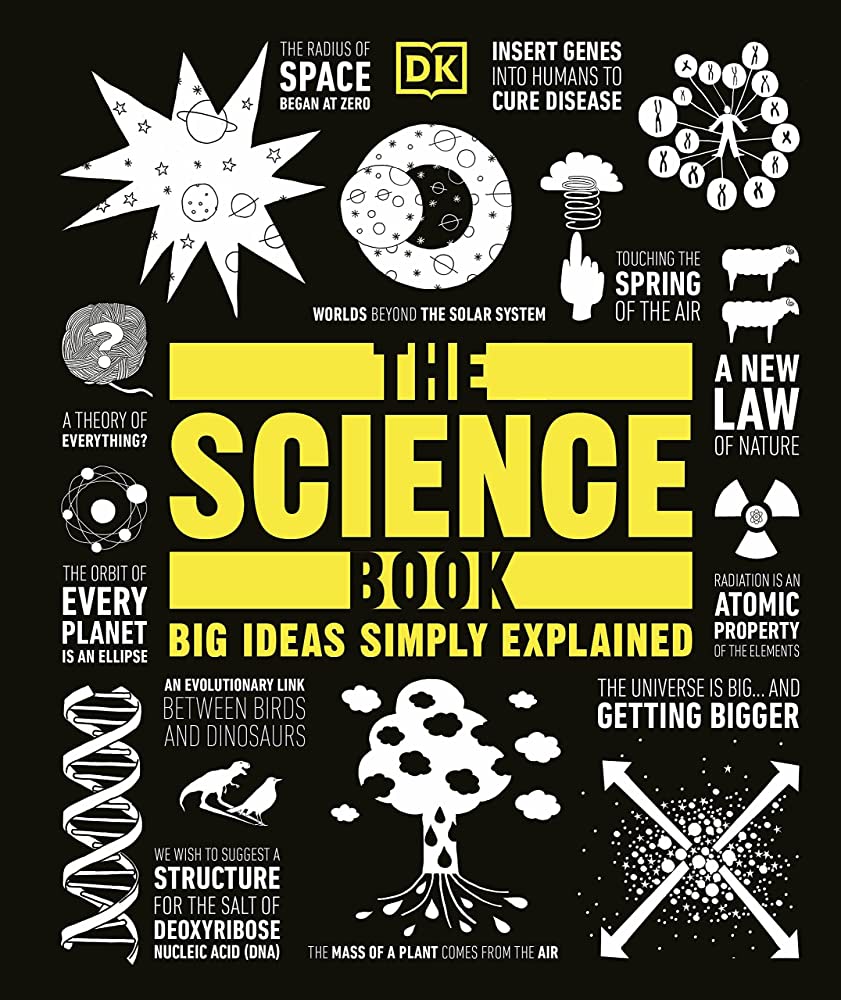 THE RADIUS OF
SPACE
BEGAN AT ZERO
DK
INSERT GENES
INTO HUMANS TO
CURE DISEASE
TOUCHING THE
SPRING
OF THE AIR
WORLDS BEYOND THE SOLAR SYSTEM
?
A THEORY OF
EVERYTHING?
THE
SCIENCE
BOOK
BIG IDEAS SIMPLY EXPLAINED
A NEW
LAW
OF NATURE
THE ORBIT OF
EVERY
PLANET
IS AN ELLIPSE
RADIATION IS AN
ATOMIC
PROPERTY
OF THE ELEMENTS
AN EVOLUTIONARY LINK
BETWEEN BIRDS
AND DINOSAURS
THE UNIVERSE IS BIG... AND
GETTING BIGGER
WE WISH TO SUGGEST A
STRUCTURE
FOR THE SALT OF
DEOXYRIBOSE
NUCLEIC ACID (DNA)
THE MASS OF A PLANT COMES FROM THE AIR